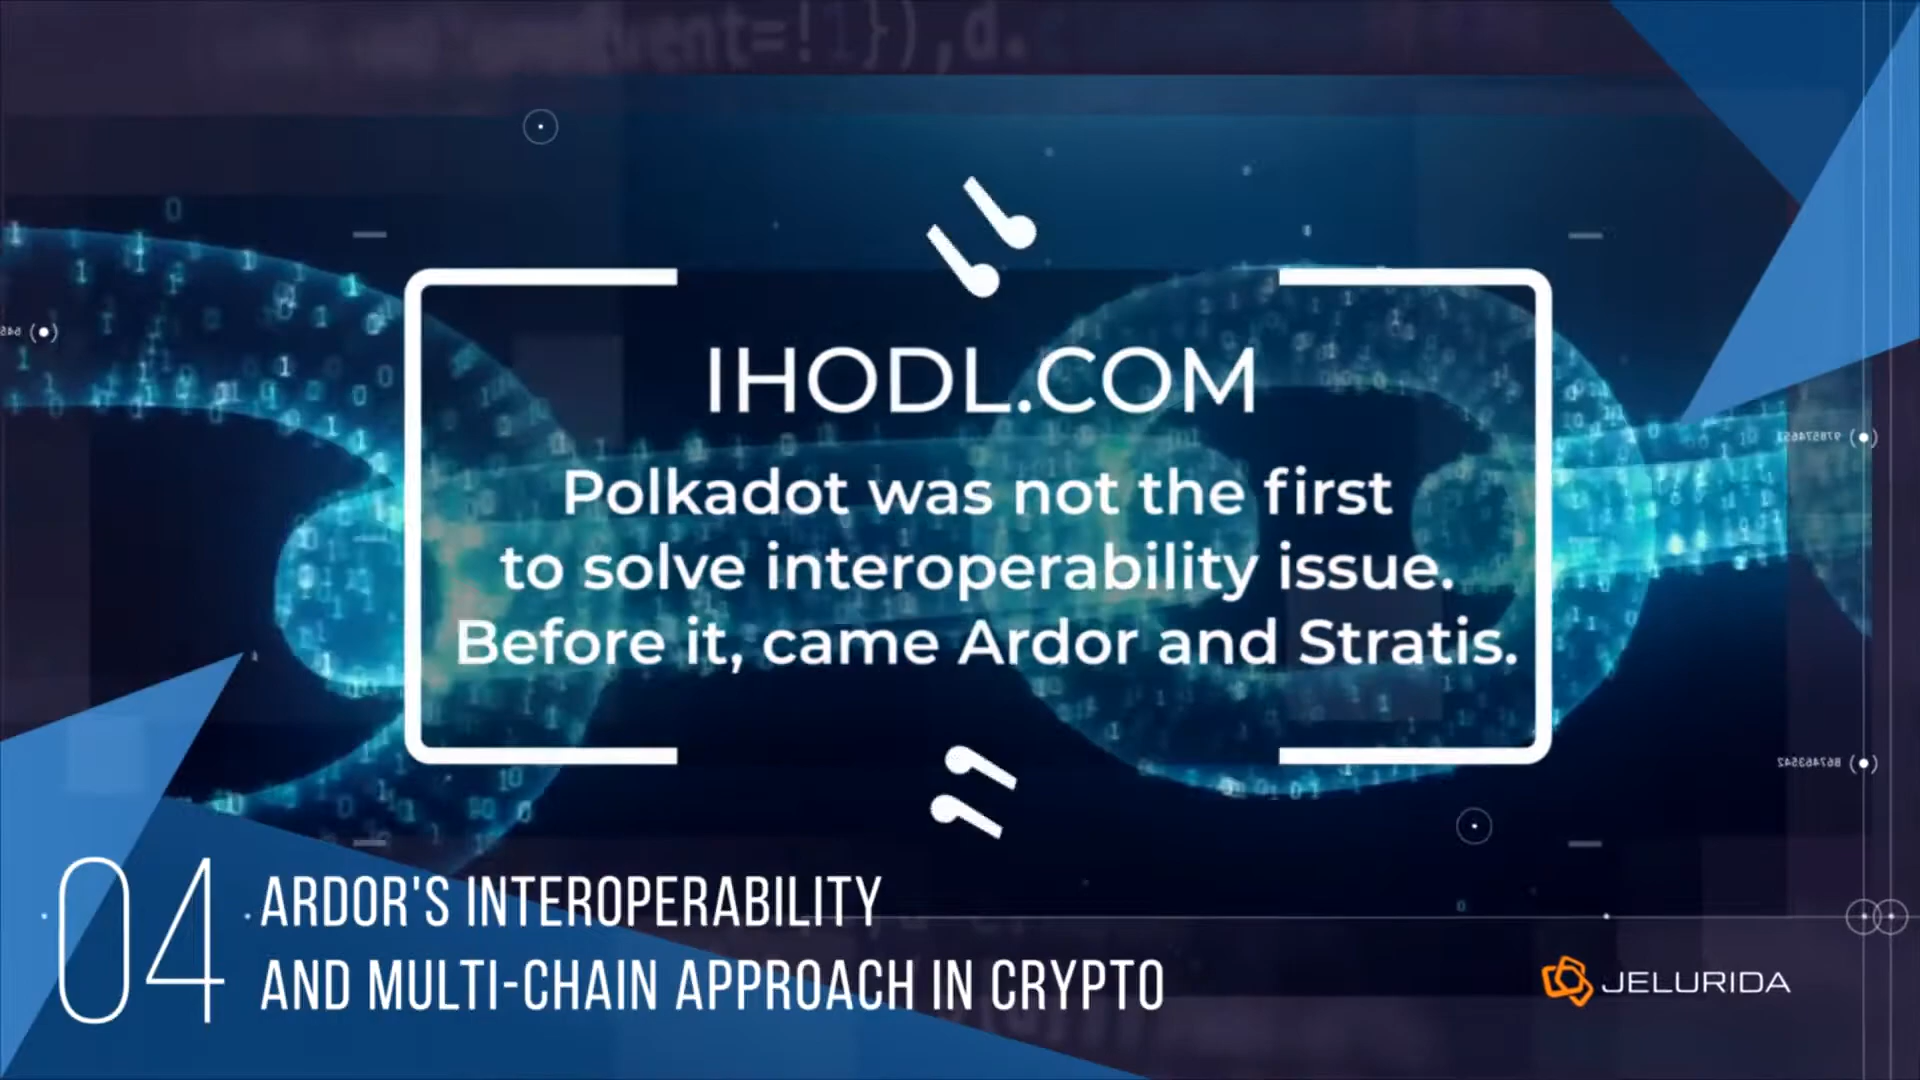 IHODL.COM
Polkadot was not the first
to solve interoperability issue.
Before it, came Ardor and Stratis.
04
ARDOR'S INTEROPERABILITY
AND MULTI-CHAIN APPROACH IN CRYPTO
JELURIDA